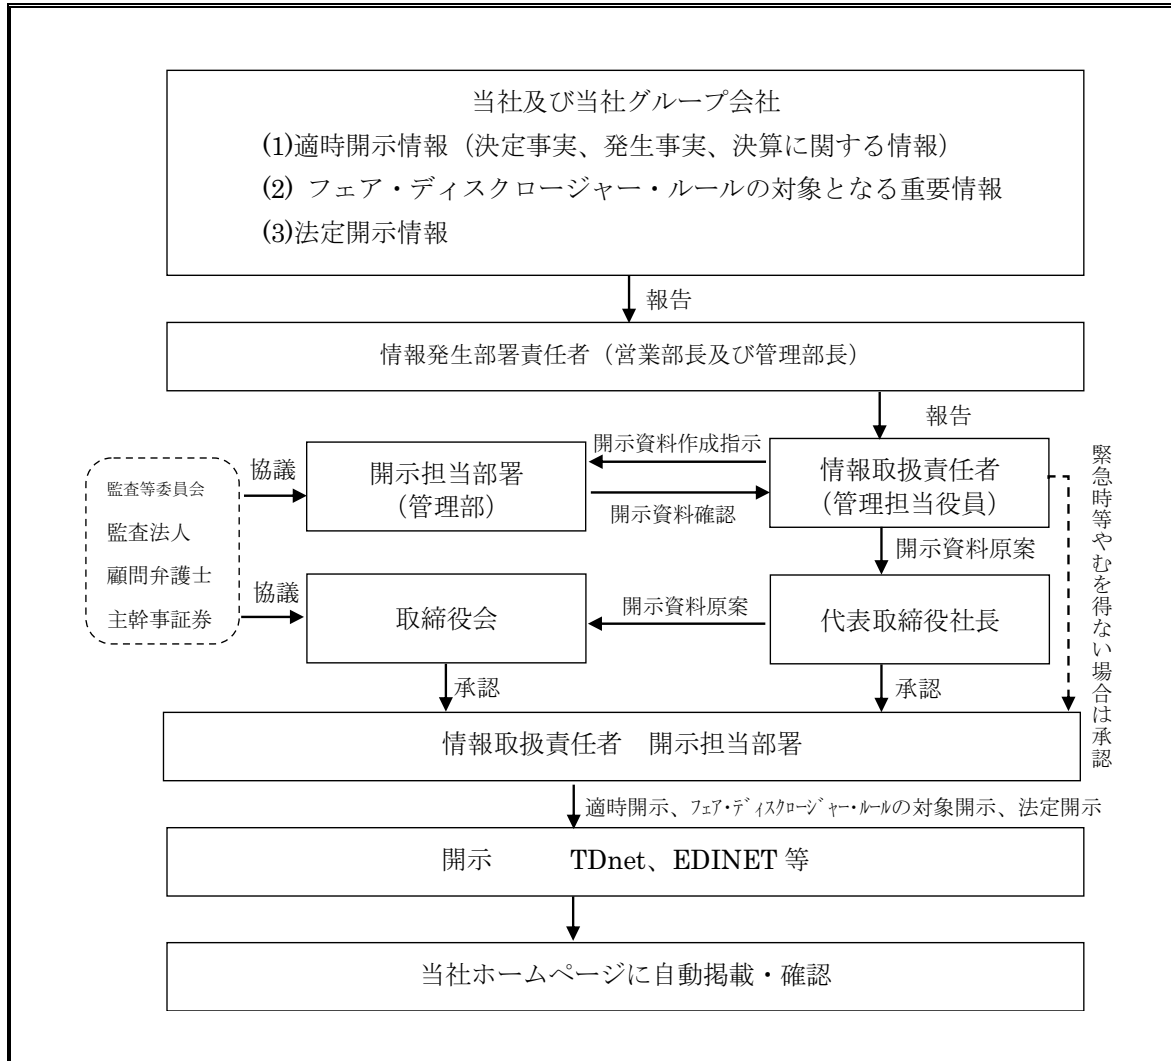 当社及び当社グループ会社
(1)適時開示情報（決定事実、発生事実、決算に関する情報）
(2) フェア・ディスクロージャー・ルールの対象となる重要情報
(3)法定開示情報
報告
情報発生部署責任者（営業部長及び管理部長）
報告
監査等委員会
監査法人
顧問弁護士
主幹事証券
協議
協議
開示担当部署
（管理部）
開示資料作成指示
開示資料確認
情報取扱責任者
（管理担当役員）
緊急時等やむを得ない場合は承認
開示資料原案
取締役会
開示資料原案
代表取締役社長
承認
承認
情報取扱責任者　開示担当部署
適時開示、ﾌｪｱ･ﾃﾞｨｽｸﾛｰｼﾞｬｰ･ﾙｰﾙの対象開示、法定開示
開示　　　TDnet、EDINET 等
当社ホームページに自動掲載・確認